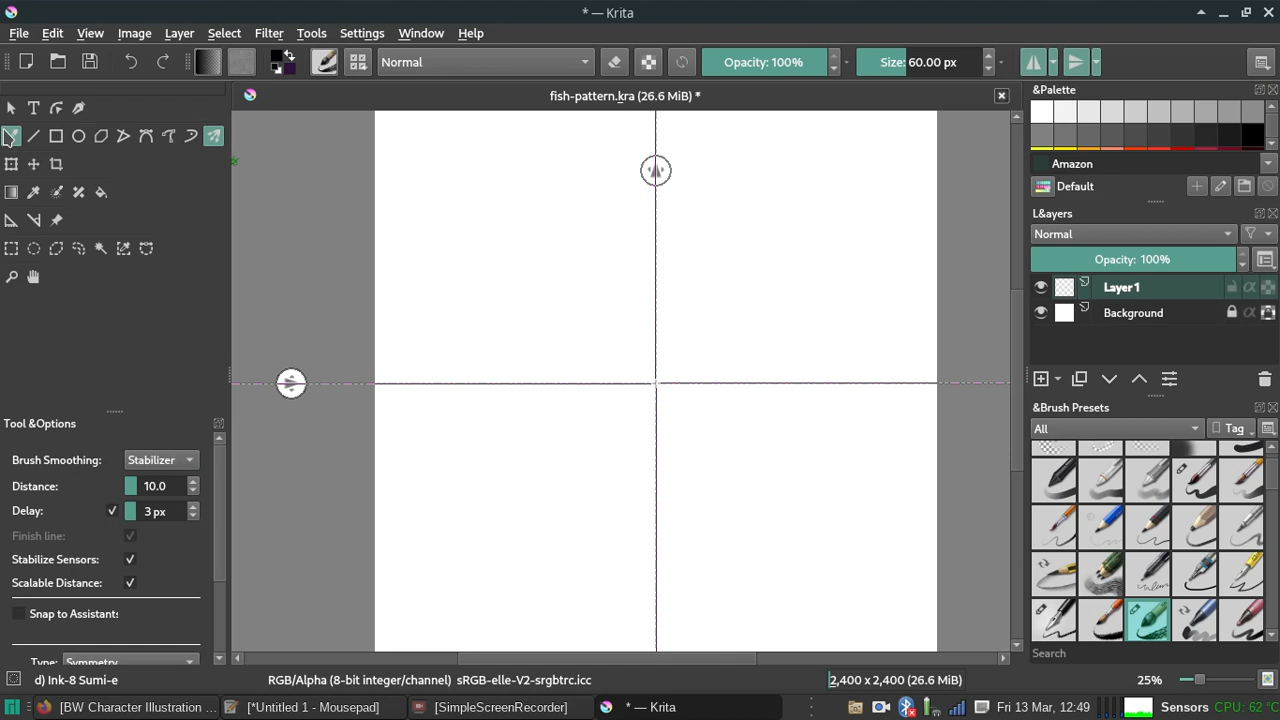 * — Krita
File Edit View Image Layer Select Filter Tools Settings Window Help
Normal Opacity: 100% Size: 60.00 px
fish-pattern.kra (26.6 MiB) *
&Palette
Amazon
Default
L&ayers
Normal
Opacity: 100%
Layer 1
Background
&Brush Presets
All Tag
Search
Tool &Options
Brush Smoothing: Stabilizer
Distance: 10.0
Delay: 3 px
Finish line:
Stabilize Sensors:
Scalable Distance:
Snap to Assistants
Type: Symmetry
d) Ink-8 Sumi-e RGB/Alpha (8-bit integer/channel) sRGB-elle-V2-srgbtrc.icc 2,400 x 2,400 (26.6 MiB) 25%
[BW Character Illustration ... [*Untitled 1 - Mousepad] [SimpleScreenRecorder] * — Krita Fri 13 Mar, 12:49 Sensors CPU: 62 °